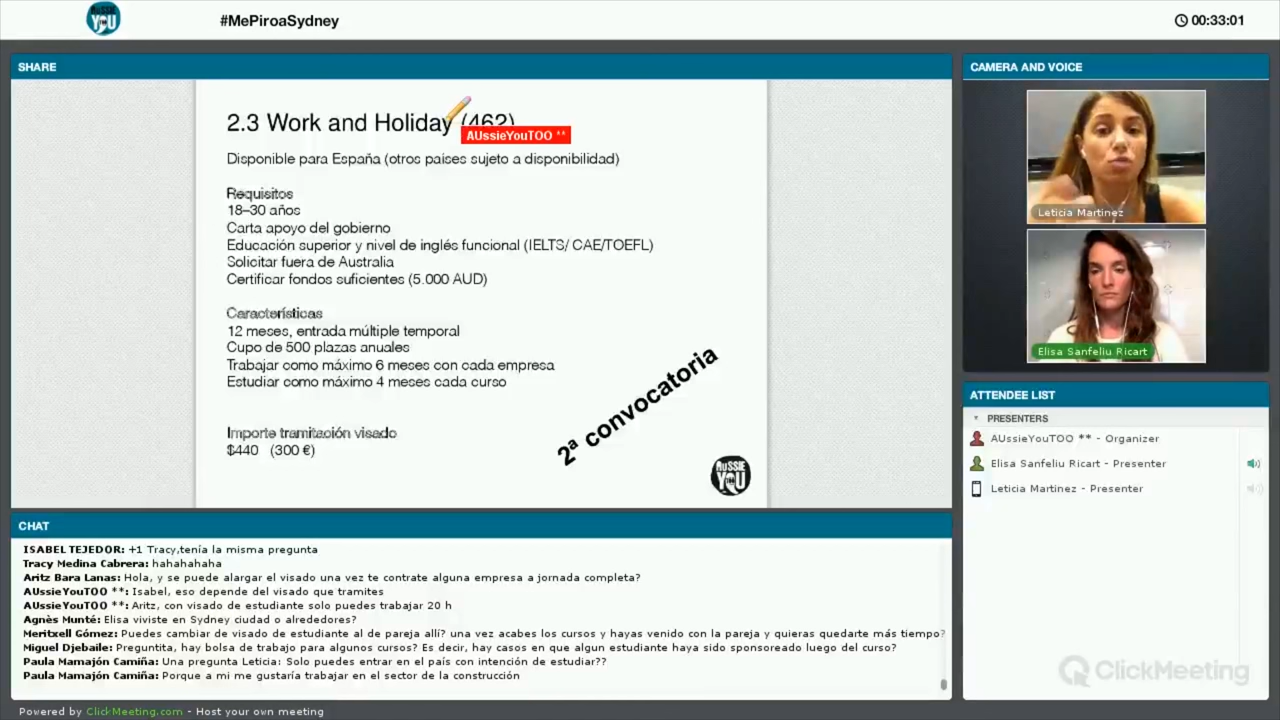 AUSSIE
YOU
TOO
#MePiroaSydney
00:33:01
SHARE
2.3 Work and Holiday (462)
AUssieYouTOO **
Disponible para España (otros países sujeto a disponibilidad)
Requisitos
18–30 años
Carta apoyo del gobierno
Educación superior y nivel de inglés funcional (IELTS/ CAE/TOEFL)
Solicitar fuera de Australia
Certificar fondos suficientes (5.000 AUD)
Características
12 meses, entrada múltiple temporal
Cupo de 500 plazas anuales
Trabajar como máximo 6 meses con cada empresa
Estudiar como máximo 4 meses cada curso
Importe tramitación visado
$440 (300 €)
2ª convocatoria
AUSSIE
YOU
TOO
CAMERA AND VOICE
Leticia Martinez
Elisa Sanfeliu Ricart
ATTENDEE LIST
PRESENTERS
AUssieYouTOO ** - Organizer
Elisa Sanfeliu Ricart - Presenter
Leticia Martinez - Presenter
CHAT
ISABEL TEJEDOR: +1 Tracy,tenía la misma pregunta
Tracy Medina Cabrera: hahahahaha
Aritz Bara Lanas: Hola, y se puede alargar el visado una vez te contrate alguna empresa a jornada completa?
AUssieYouTOO **: Isabel, eso depende del visado que tramites
AUssieYouTOO **: Aritz, con visado de estudiante solo puedes trabajar 20 h
Agnès Munté: Elisa viviste en Sydney ciudad o alrededores?
Meritxell Gómez: Puedes cambiar de visado de estudiante al de pareja allí? una vez acabes los cursos y hayas venido con la pareja y quieras quedarte más tiempo?
Miguel Djebaile: Preguntita, hay bolsa de trabajo para algunos cursos? Es decir, hay casos en que algun estudiante haya sido sponsoreado luego del curso?
Paula Mamajón Camiña: Una pregunta Leticia: Solo puedes entrar en el país con intención de estudiar??
Paula Mamajón Camiña: Porque a mi me gustaría trabajar en el sector de la construcción
ClickMeeting
Powered by ClickMeeting.com - Host your own meeting